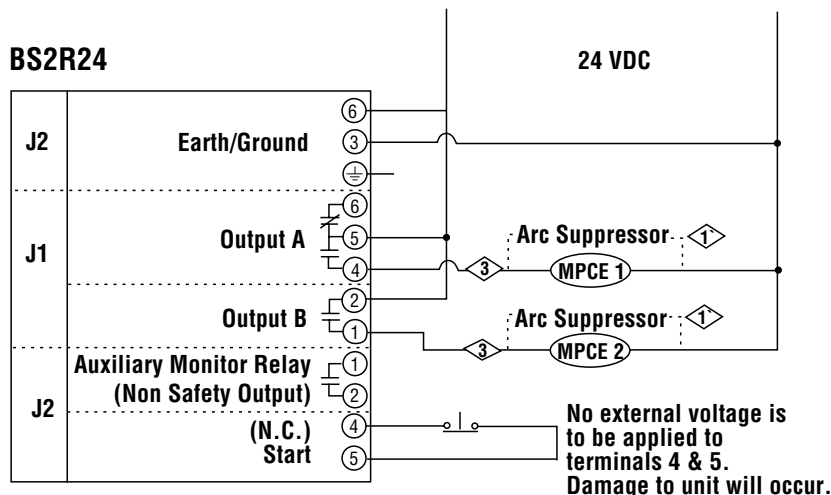 BS2R24
24 VDC
J2
Earth/Ground
6
3
J1
Output A
6
5
4
3
Arc Suppressor
1`
MPCE 1
Output B
2
1
3
Arc Suppressor
1`
MPCE 2
J2
Auxiliary Monitor Relay
(Non Safety Output)
1
2
(N.C.)
Start
4
5
No external voltage is
to be applied to
terminals 4 & 5.
Damage to unit will occur.